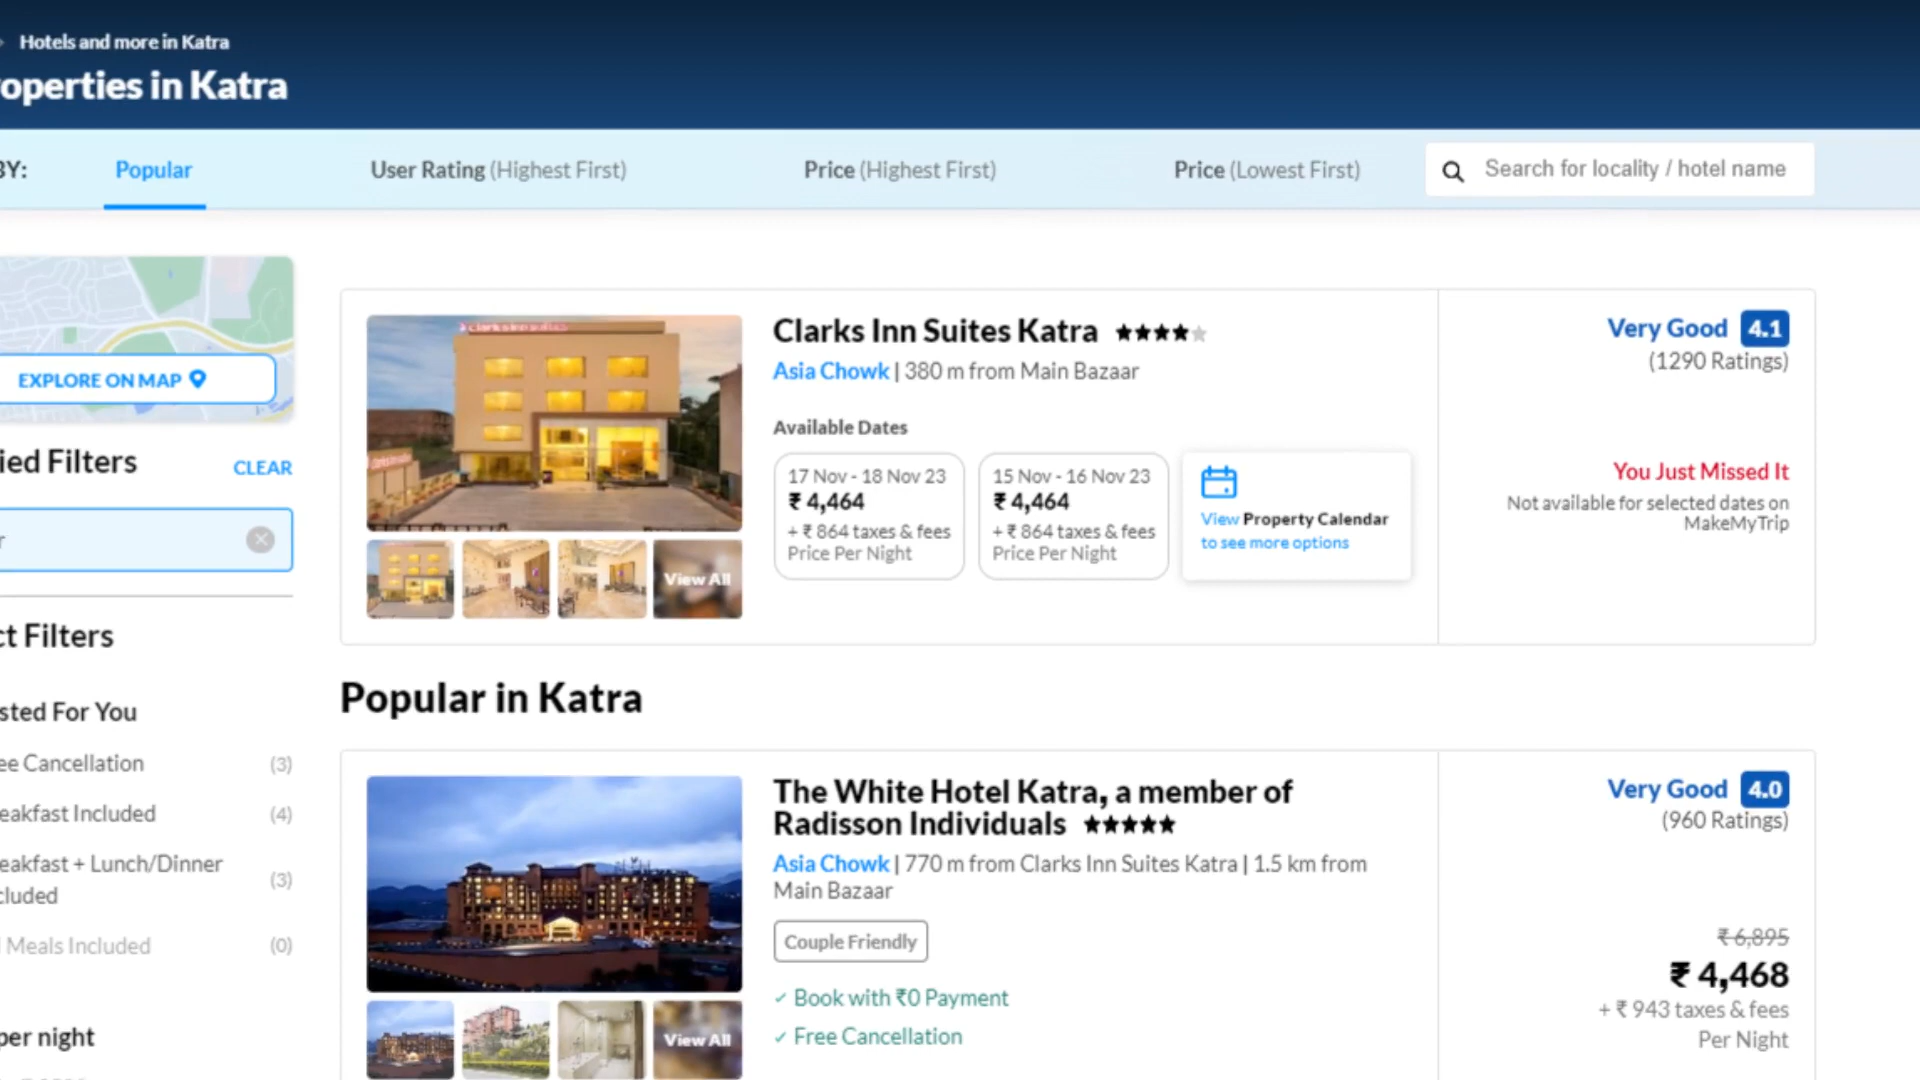 Hotels and more in Katra
operties in Katra
BY:
Popular
User Rating (Highest First)
Price (Highest First)
Price (Lowest First)
Search for locality / hotel name
EXPLORE ON MAP
ied Filters
CLEAR
r
ct Filters
sted For You
ee Cancellation (3)
eakfast Included (4)
eakfast + Lunch/Dinner
cluded (3)
l Meals Included (0)
per night
Clarks Inn Suites Katra
Asia Chowk | 380 m from Main Bazaar
Available Dates
17 Nov - 18 Nov 23
₹ 4,464
+ ₹ 864 taxes & fees
Price Per Night
15 Nov - 16 Nov 23
₹ 4,464
+ ₹ 864 taxes & fees
Price Per Night
View Property Calendar
to see more options
View All
Very Good 4.1
(1290 Ratings)
You Just Missed It
Not available for selected dates on
MakeMyTrip
Popular in Katra
The White Hotel Katra, a member of
Radisson Individuals
Asia Chowk | 770 m from Clarks Inn Suites Katra | 1.5 km from
Main Bazaar
Couple Friendly
✓ Book with ₹0 Payment
✓ Free Cancellation
View All
Very Good 4.0
(960 Ratings)
₹ 6,895
₹ 4,468
+ ₹ 943 taxes & fees
Per Night